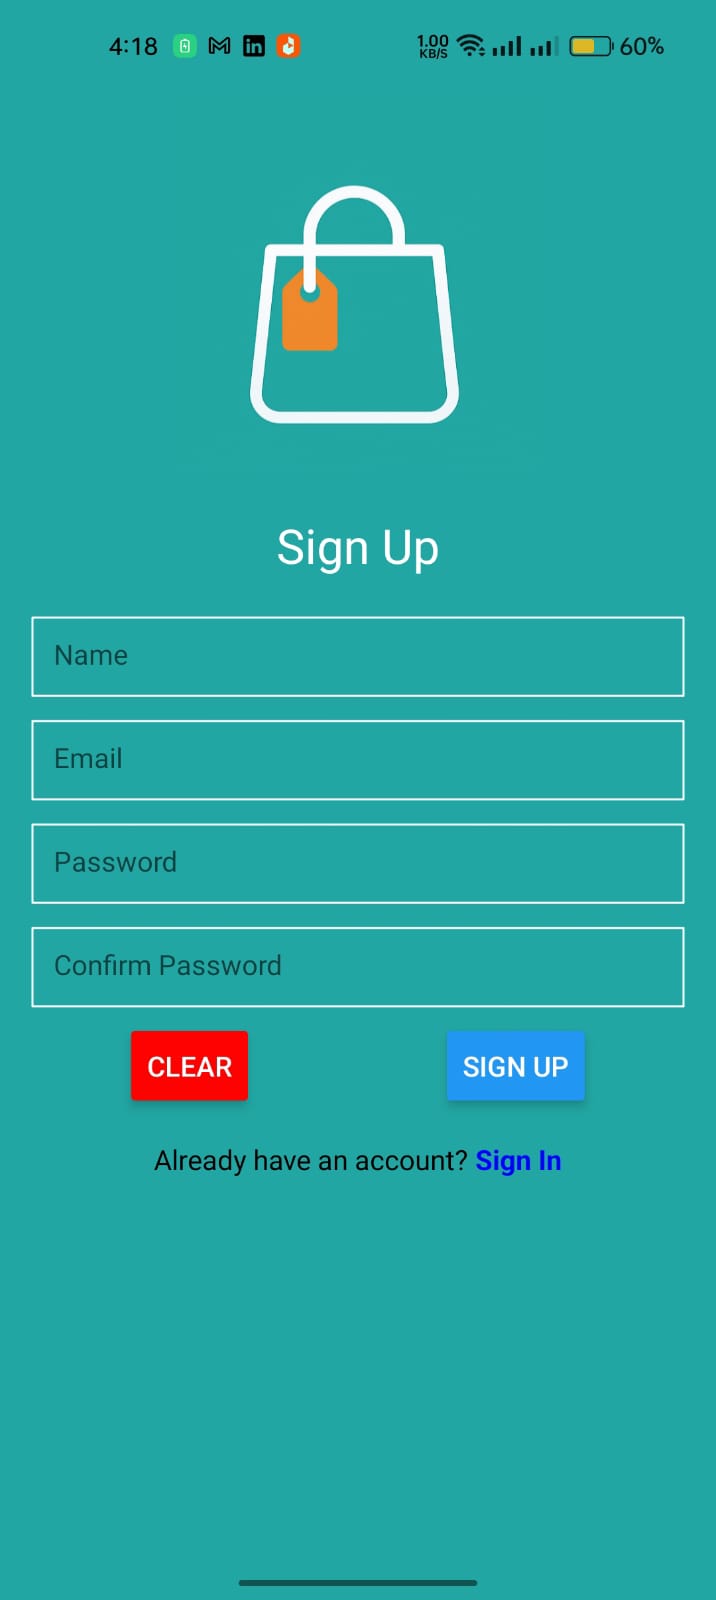 4:18 in 1.00 KB/S 60%
Sign Up
Name
Email
Password
Confirm Password
CLEAR SIGN UP
Already have an account? Sign In